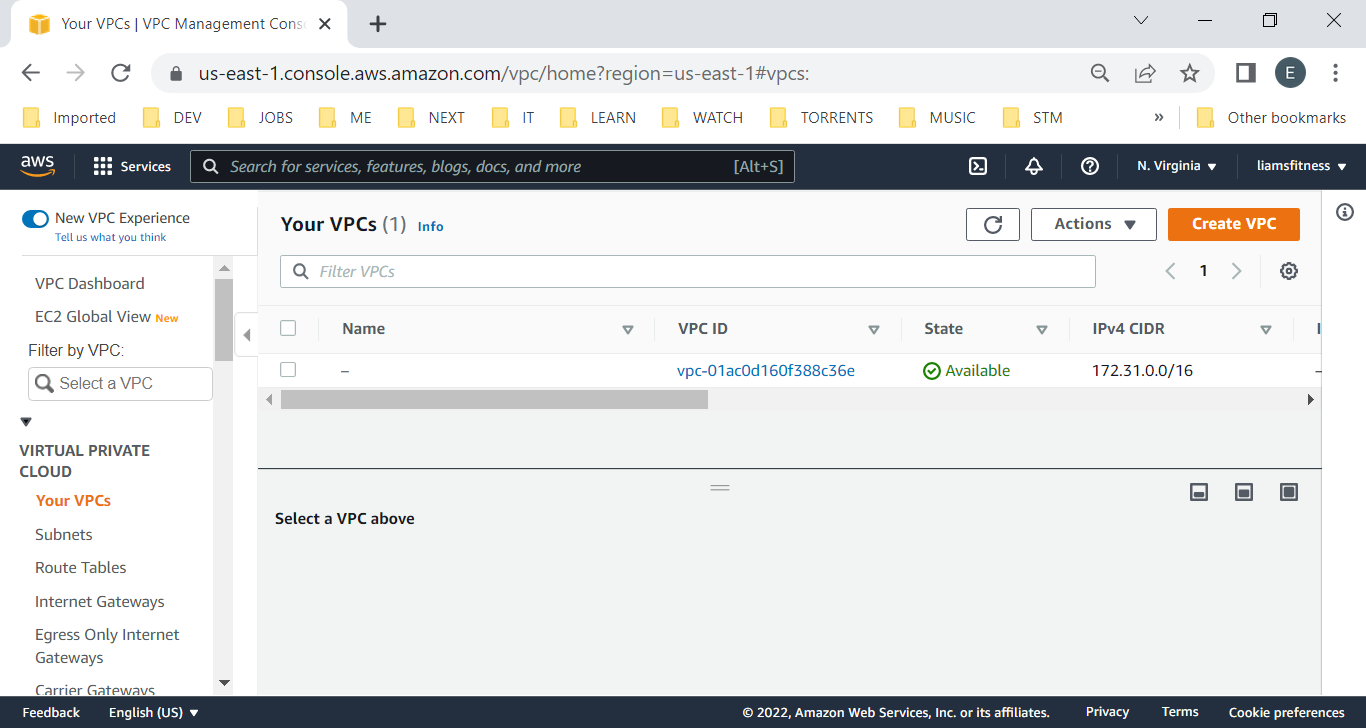 Your VPCs | VPC Management Conso
us-east-1.console.aws.amazon.com/vpc/home?region=us-east-1#vpcs:
E
Imported DEV JOBS ME NEXT IT LEARN WATCH TORRENTS MUSIC STM » Other bookmarks
aws Services Search for services, features, blogs, docs, and more [Alt+S] N. Virginia liamsfitness
New VPC Experience
Tell us what you think
VPC Dashboard
EC2 Global View New
Filter by VPC:
Select a VPC
VIRTUAL PRIVATE
CLOUD
Your VPCs
Subnets
Route Tables
Internet Gateways
Egress Only Internet
Gateways
Carrier Gateways
Your VPCs (1) Info
Actions
Create VPC
Filter VPCs
1
Name VPC ID State IPv4 CIDR
– vpc-01ac0d160f388c36e Available 172.31.0.0/16 –
Select a VPC above
Feedback English (US) © 2022, Amazon Web Services, Inc. or its affiliates. Privacy Terms Cookie preferences